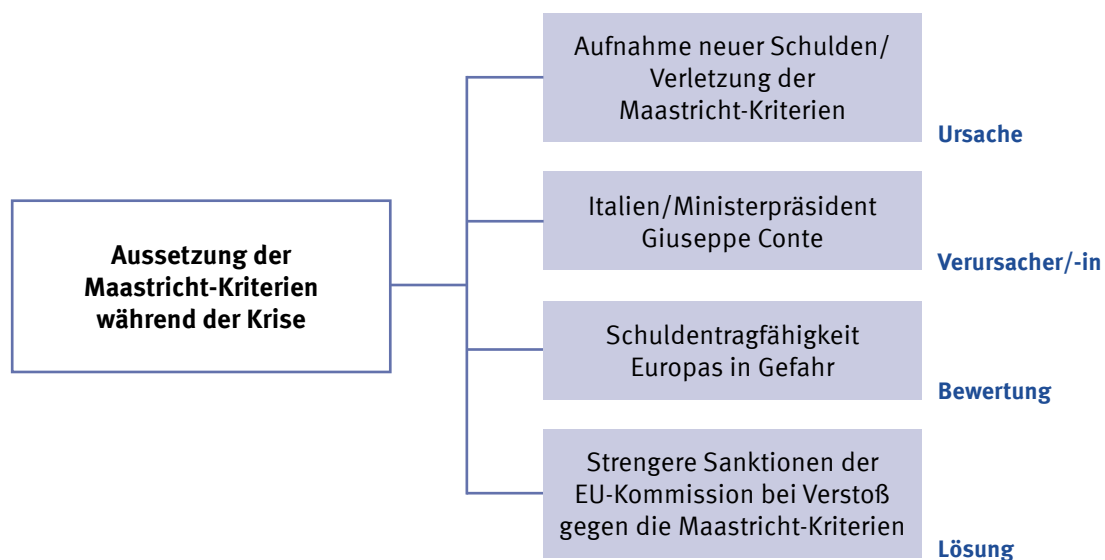 Aussetzung der
Maastricht-Kriterien
während der Krise
Aufnahme neuer Schulden/
Verletzung der
Maastricht-Kriterien
Ursache
Italien/Ministerpräsident
Giuseppe Conte
Verursacher/-in
Schuldentragfähigkeit
Europas in Gefahr
Bewertung
Strengere Sanktionen der
EU-Kommission bei Verstoß
gegen die Maastricht-Kriterien
Lösung